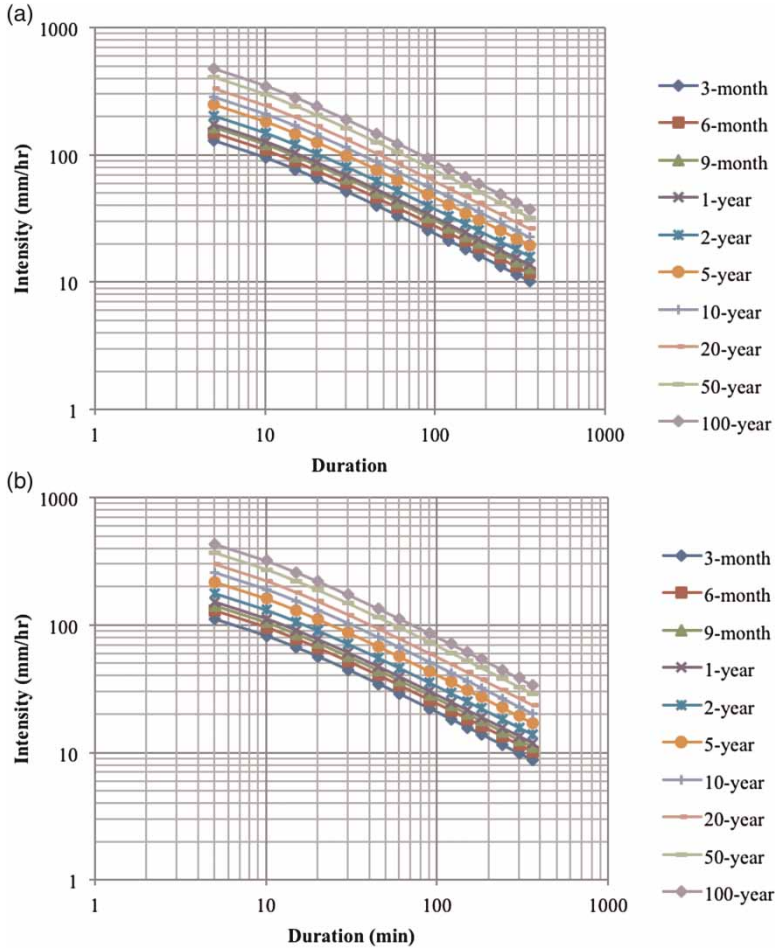 (a)
1000
100
10
1
1 10 100 1000
Intensity (mm/hr)
Duration
3-month
6-month
9-month
1-year
2-year
5-year
10-year
20-year
50-year
100-year
(b)
1000
100
10
1
1 10 100 1000
Intensity (mm/hr)
Duration (min)
3-month
6-month
9-month
1-year
2-year
5-year
10-year
20-year
50-year
100-year